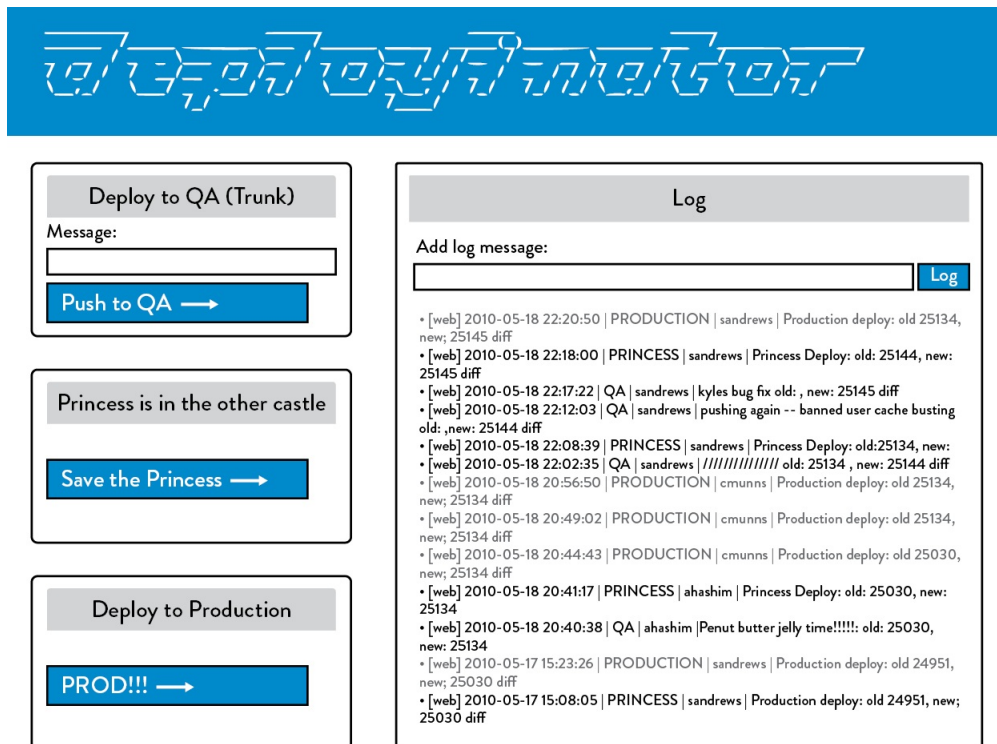 deployinator
Deploy to QA (Trunk)
Message:
Push to QA →
Princess is in the other castle
Save the Princess →
Deploy to Production
PROD!!! →
Log
Add log message:
Log
• [web] 2010-05-18 22:20:50 | PRODUCTION | sandrews | Production deploy: old 25134,
new; 25145 diff
• [web] 2010-05-18 22:18:00 | PRINCESS | sandrews | Princess Deploy: old: 25144, new:
25145 diff
• [web] 2010-05-18 22:17:22 | QA | sandrews | kyles bug fix old: , new: 25145 diff
• [web] 2010-05-18 22:12:03 | QA | sandrews | pushing again -- banned user cache busting
old: ,new: 25144 diff
• [web] 2010-05-18 22:08:39 | PRINCESS | sandrews | Princess Deploy: old:25134, new:
• [web] 2010-05-18 22:02:35 | QA | sandrews | /////////////// old: 25134 , new: 25144 diff
• [web] 2010-05-18 20:56:50 | PRODUCTION | cmunns | Production deploy: old 25134,
new; 25134 diff
• [web] 2010-05-18 20:49:02 | PRODUCTION | cmunns | Production deploy: old 25134,
new; 25134 diff
• [web] 2010-05-18 20:44:43 | PRODUCTION | cmunns | Production deploy: old 25030,
new; 25134 diff
• [web] 2010-05-18 20:41:17 | PRINCESS | ahashim | Princess Deploy: old: 25030, new:
25134
• [web] 2010-05-18 20:40:38 | QA | ahashim |Penut butter jelly time!!!!!: old: 25030,
new: 25134
• [web] 2010-05-17 15:23:26 | PRODUCTION | sandrews | Production deploy: old 24951,
new; 25030 diff
• [web] 2010-05-17 15:08:05 | PRINCESS | sandrews | Production deploy: old 24951, new;
25030 diff